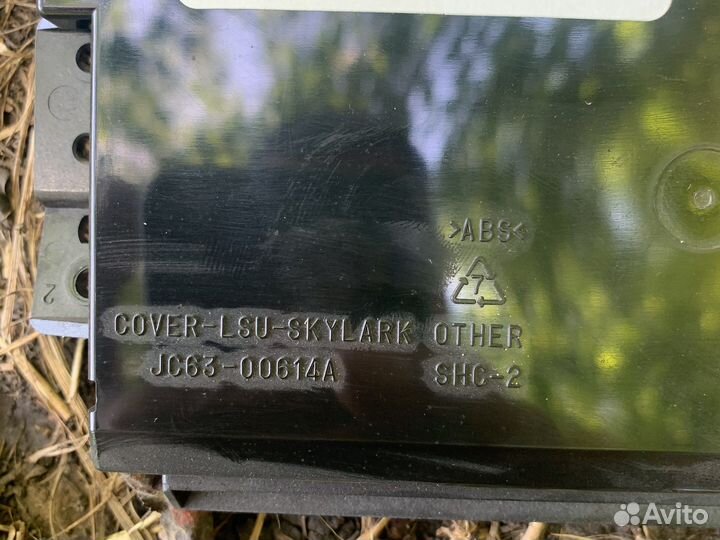 >ABS<
7
COVER-LSU-SKYLARK OTHER
JC63-00614A SHC-2
2
Avito